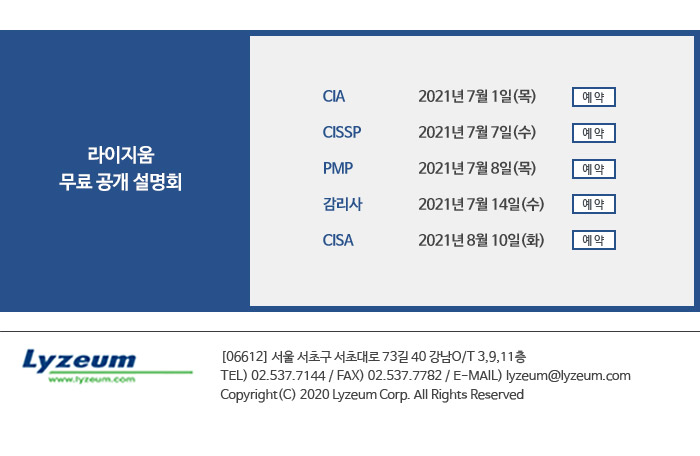 라이지움
무료 공개 설명회
CIA 2021년 7월 1일(목) 예약
CISSP 2021년 7월 7일(수) 예약
PMP 2021년 7월 8일(목) 예약
감리사 2021년 7월 14일(수) 예약
CISA 2021년 8월 10일(화) 예약
Lyzeum
www.lyzeum.com
[06612] 서울 서초구 서초대로 73길 40 강남O/T 3,9,11층
TEL) 02.537.7144 / FAX) 02.537.7782 / E-MAIL) lyzeum@lyzeum.com
Copyright(C) 2020 Lyzeum Corp. All Rights Reserved